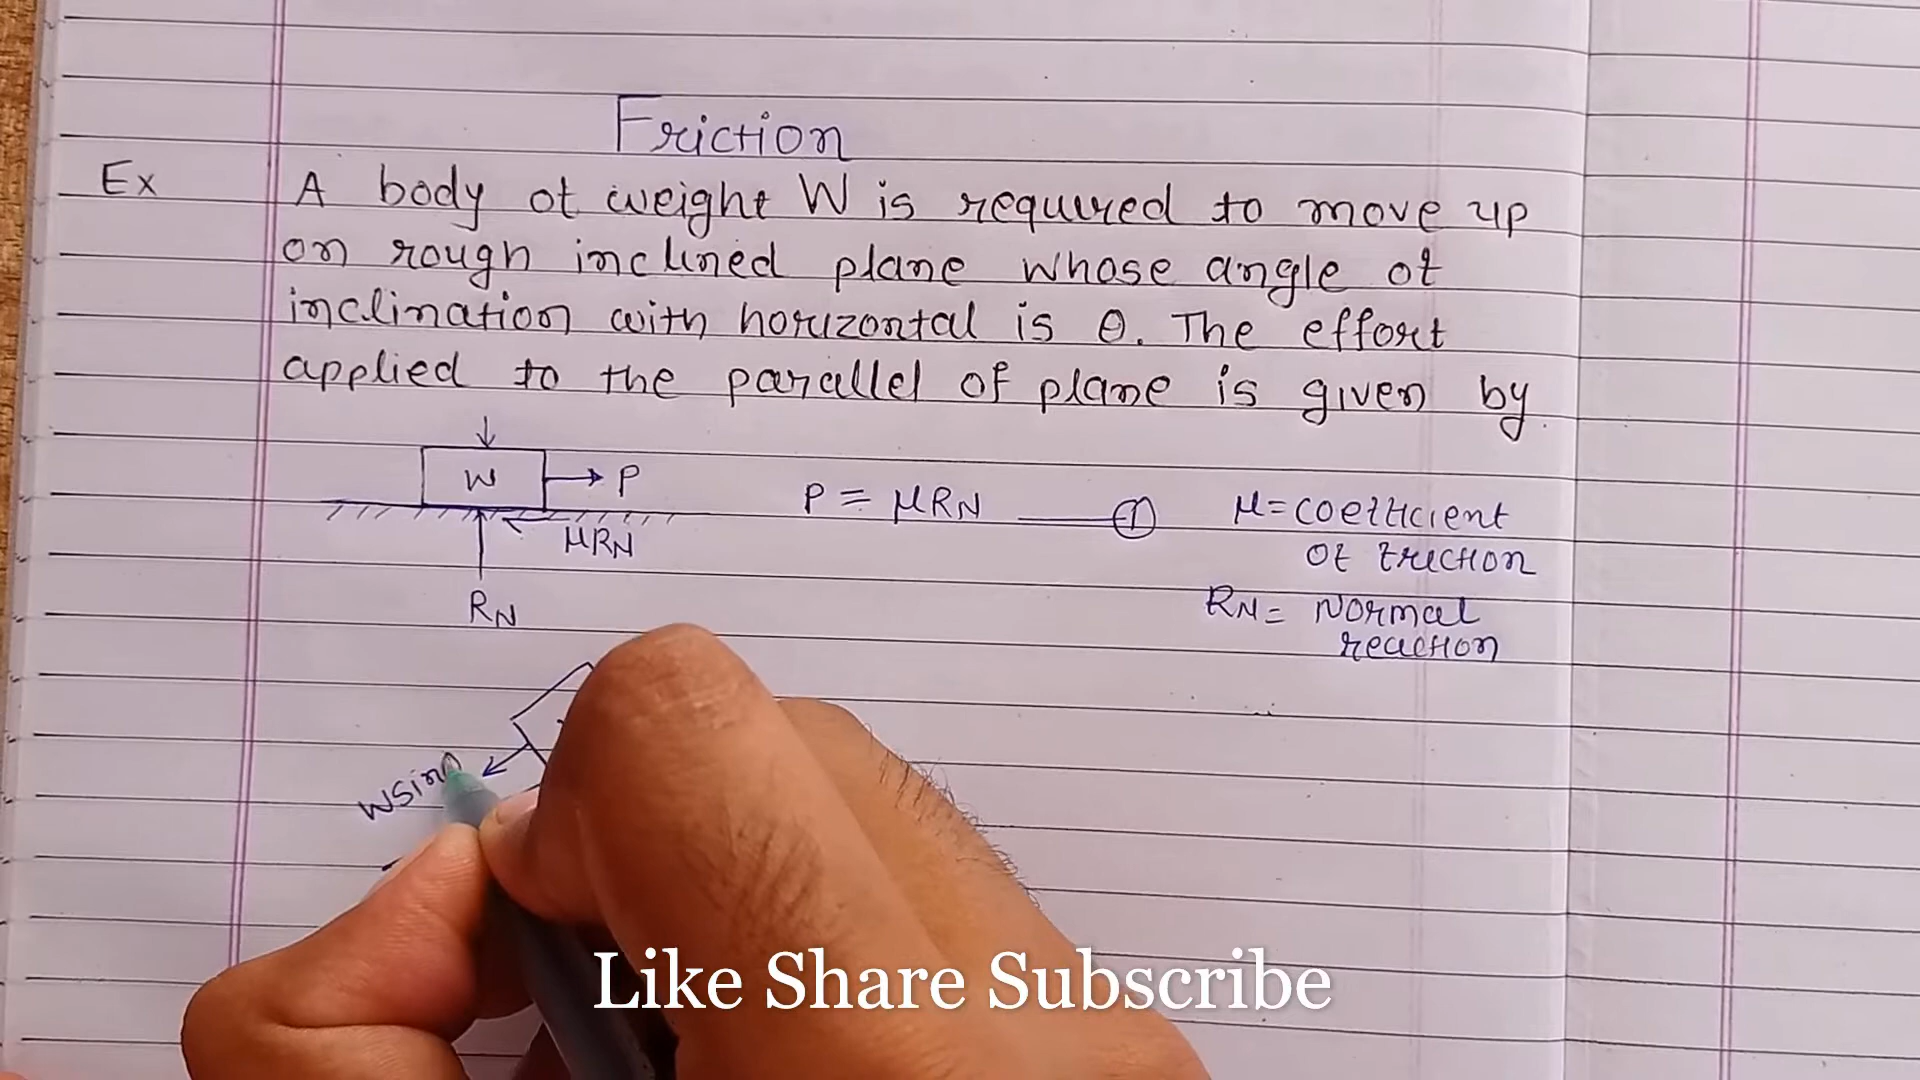 Friction
Ex A body of weight W is required to move up
on rough inclined plane whose angle of
inclination with horizontal is θ. The effort
applied to the parallel of plane is given by
W P
P = μRN ① μ = coefficient
of friction
μRN
RN
RN = Normal
reaction
Wsinθ
Like Share Subscribe